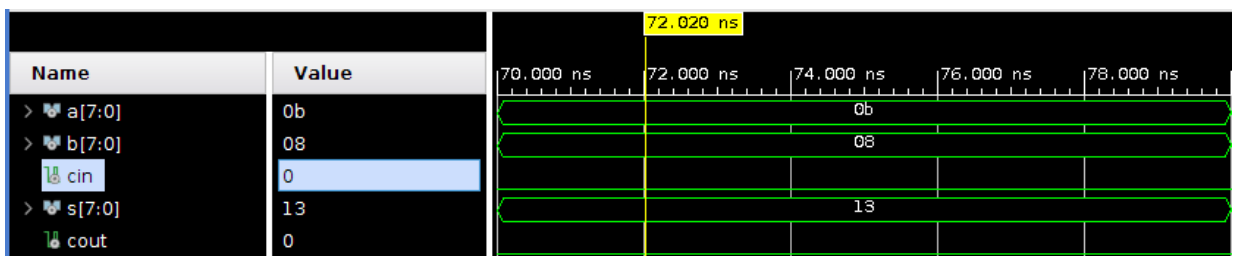 72.020 ns
Name Value 70.000 ns 72.000 ns 74.000 ns 76.000 ns 78.000 ns
a[7:0] 0b 0b
b[7:0] 08 08
cin 0
s[7:0] 13 13
cout 0